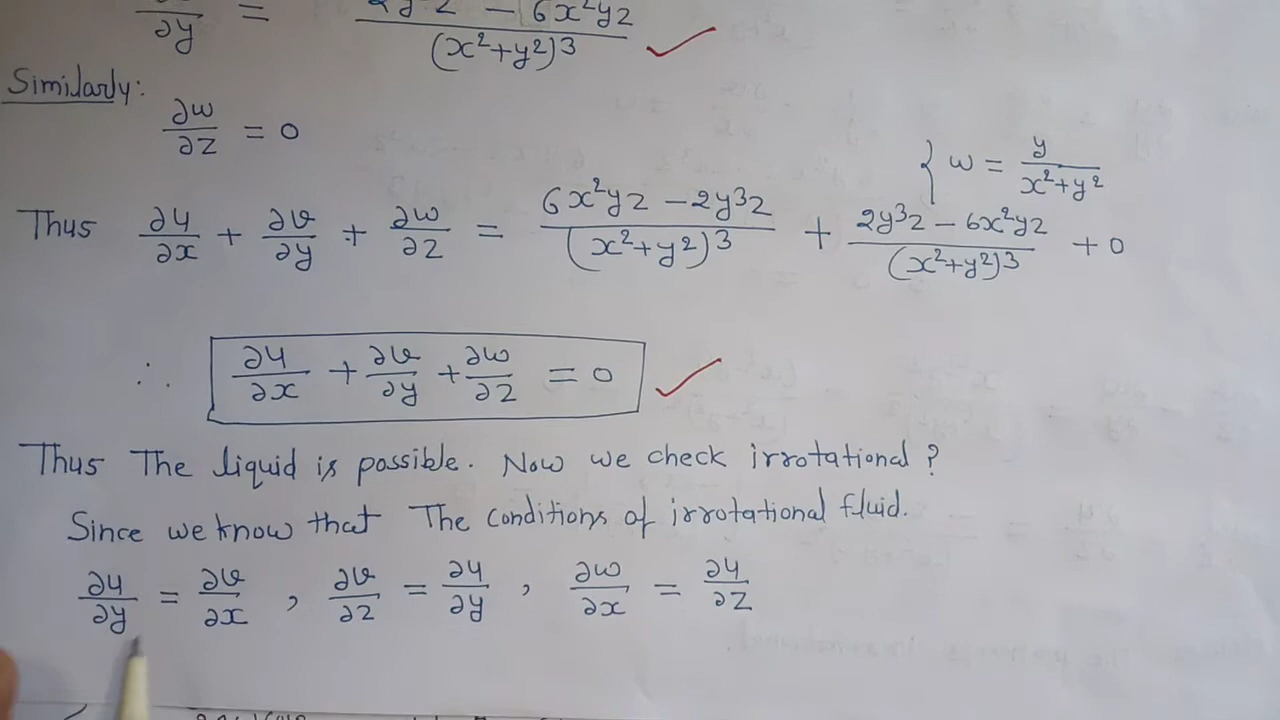 ∂y = 6x²yz / (x²+y²)³
Similarly:
∂w/∂z = 0
{ w = y / x²+y²
Thus ∂u/∂x + ∂v/∂y + ∂w/∂z = 6x²yz − 2y³z / (x²+y²)³ + 2y³z − 6x²yz / (x²+y²)³ + 0
∴ ∂u/∂x + ∂v/∂y + ∂w/∂z = 0
Thus The liquid is possible. Now we check irrotational?
Since we know that The conditions of irrotational fluid.
∂u/∂y = ∂v/∂x , ∂v/∂z = ∂u/∂y , ∂w/∂x = ∂u/∂z